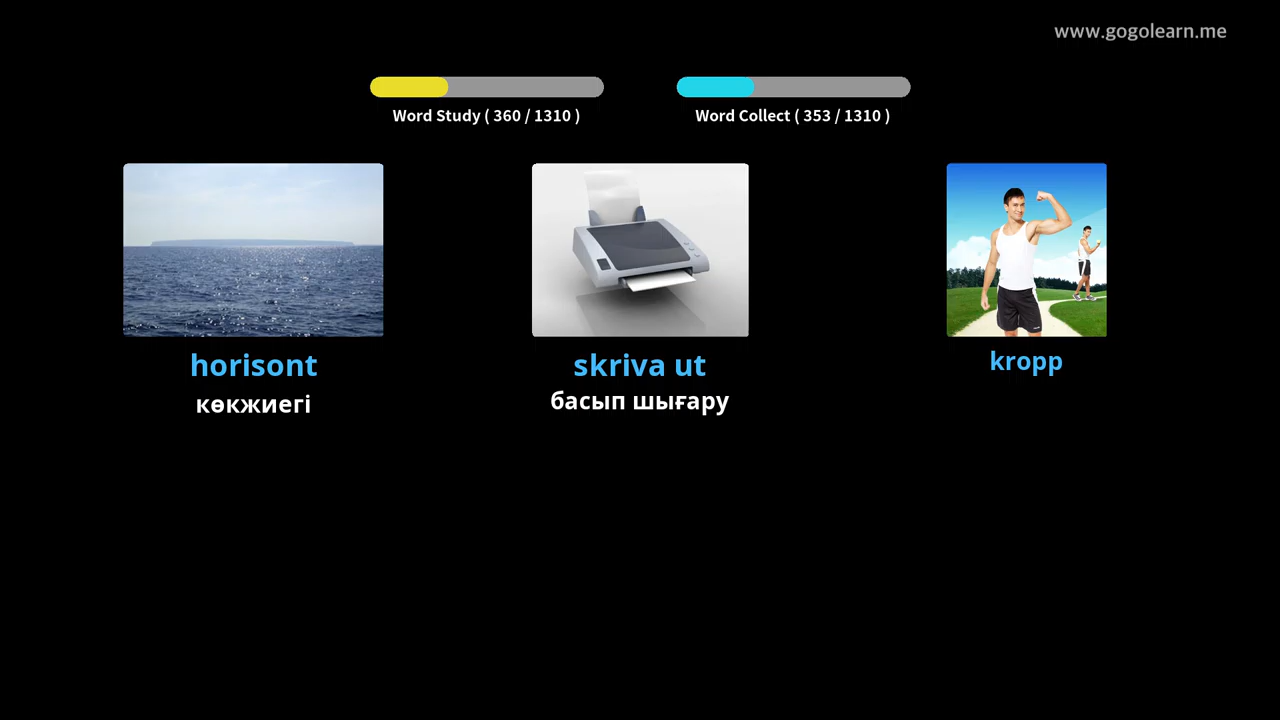 www.gogolearn.me
Word Study ( 360 / 1310 )
Word Collect ( 353 / 1310 )
horisont
skriva ut
kropp
көкжиегі
басып шығару